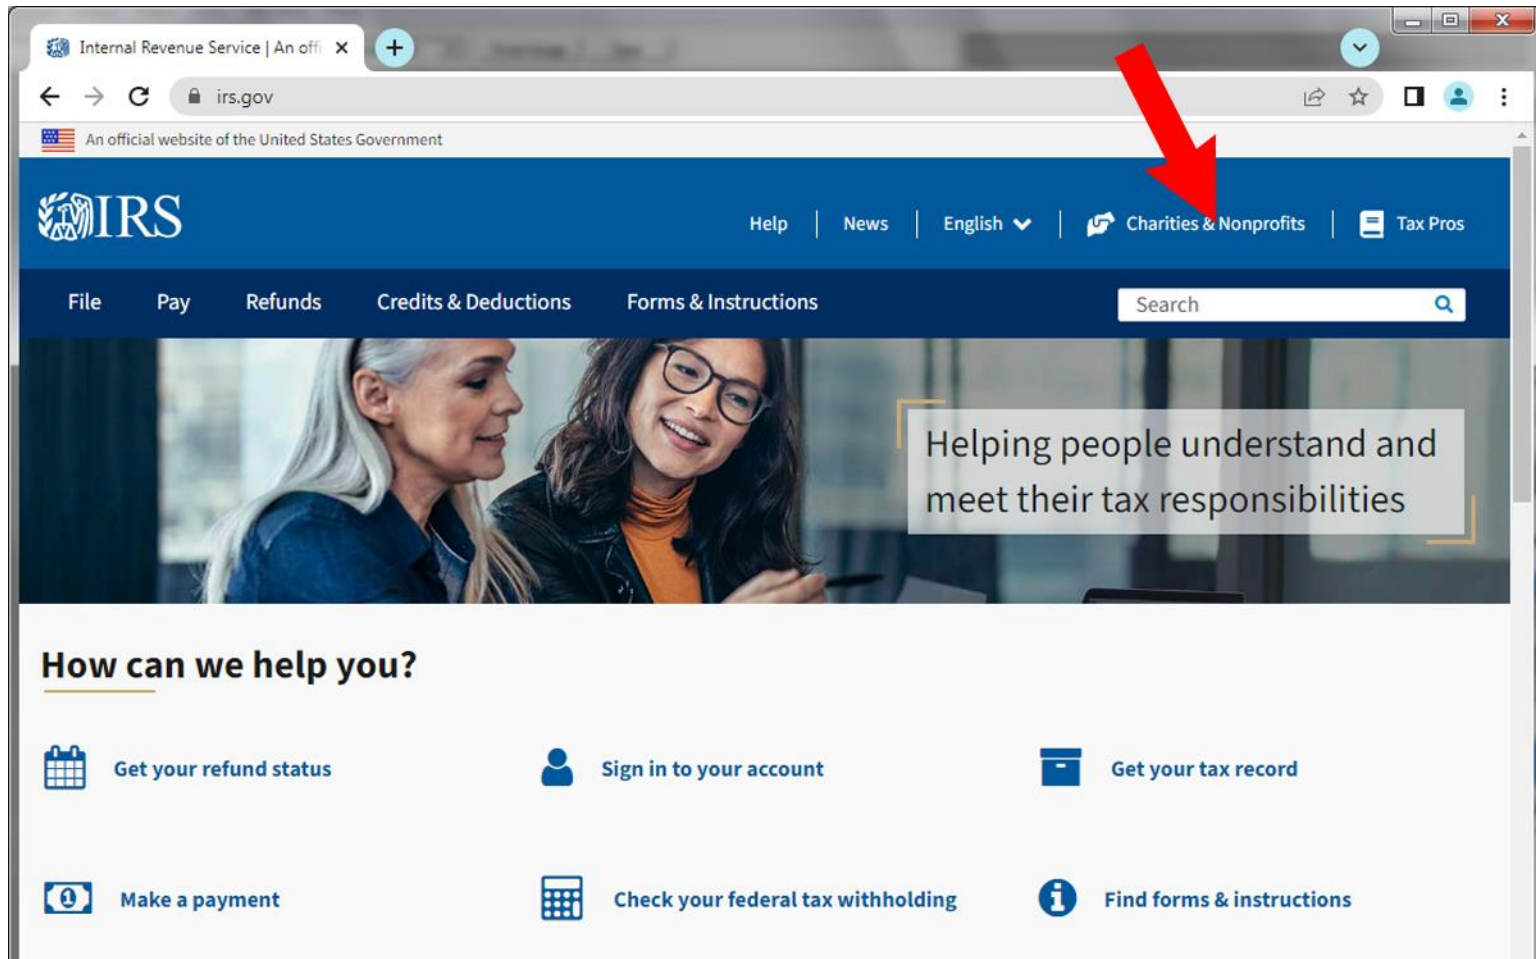 Internal Revenue Service | An offi
irs.gov
An official website of the United States Government
IRS
Help
News
English
Charities & Nonprofits
Tax Pros
File
Pay
Refunds
Credits & Deductions
Forms & Instructions
Search
Helping people understand and
meet their tax responsibilities
How can we help you?
Get your refund status
Sign in to your account
Get your tax record
Make a payment
Check your federal tax withholding
Find forms & instructions